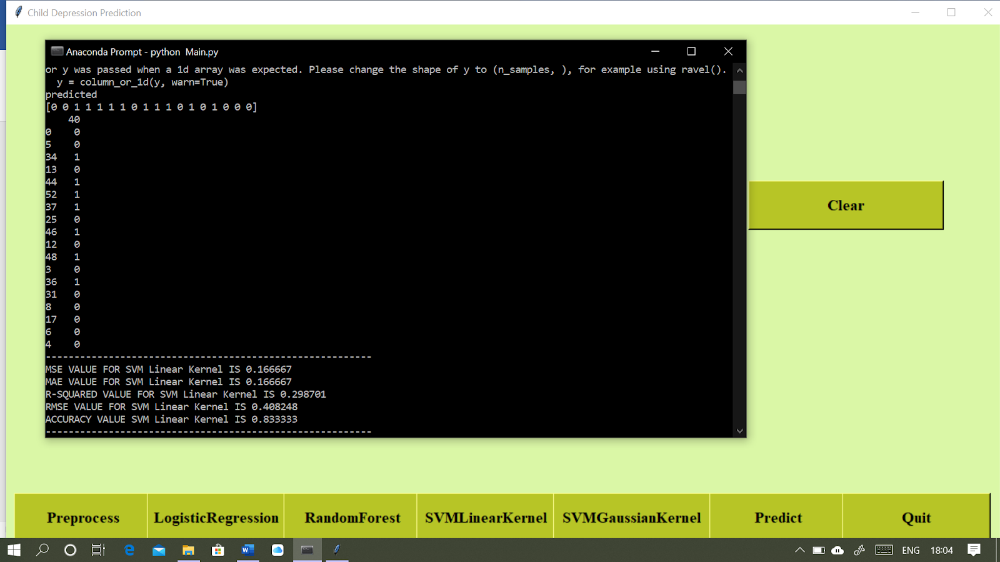 Child Depression Prediction
Anaconda Prompt - python  Main.py
or y was passed when a 1d array was expected. Please change the shape of y to (n_samples, ), for example using ravel().
  y = column_or_1d(y, warn=True)
predicted
[0 0 1 1 1 1 1 0 1 1 1 0 1 0 1 0 0 0]
    40
0    0
5    0
34   1
13   0
44   1
52   1
37   1
25   0
46   1
12   0
48   1
3    0
36   1
31   0
8    0
17   0
6    0
4    0
---------------------------------------------------------
MSE VALUE FOR SVM Linear Kernel IS 0.166667
MAE VALUE FOR SVM Linear Kernel IS 0.166667
R-SQUARED VALUE FOR SVM Linear Kernel IS 0.298701
RMSE VALUE FOR SVM Linear Kernel IS 0.408248
ACCURACY VALUE SVM Linear Kernel IS 0.833333
---------------------------------------------------------
Clear
Preprocess LogisticRegression RandomForest SVMLinearKernel SVMGaussianKernel Predict Quit
ENG 18:04